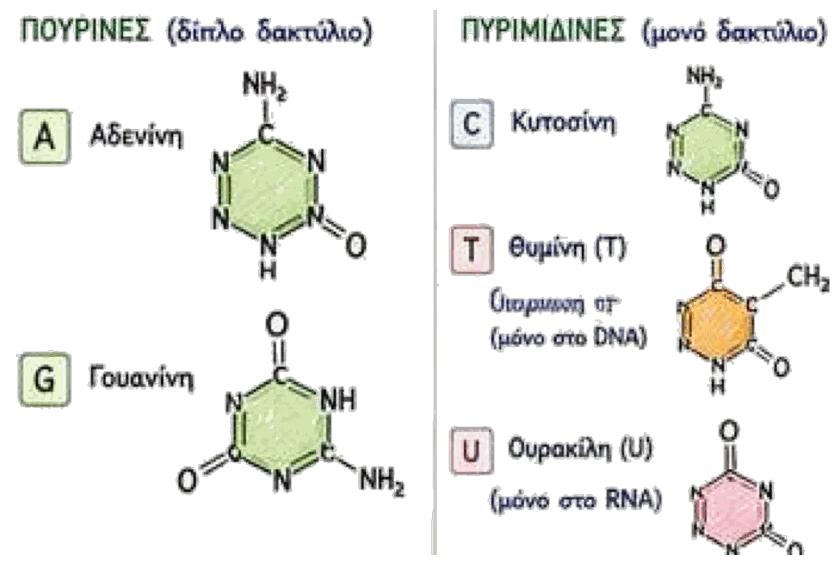 ΠΟΥΡΙΝΕΣ (δίπλο δακτύλιο)
A Αδενίνη
NH₂
C
N N
N N O
N
H
G Γουανίνη
O
C
N NH
O C C NH₂
N
ΠΥΡΙΜΙΔΙΝΕΣ (μονό δακτύλιο)
C Κυτοσίνη
NH₂
C
N N
N O
N
H
T Θυμίνη (T)
(μόνο στο DNA)
O
C
C CH₂
N C O
N
H
U Ουρακίλη (U)
(μόνο στο RNA)
O
N N
N O